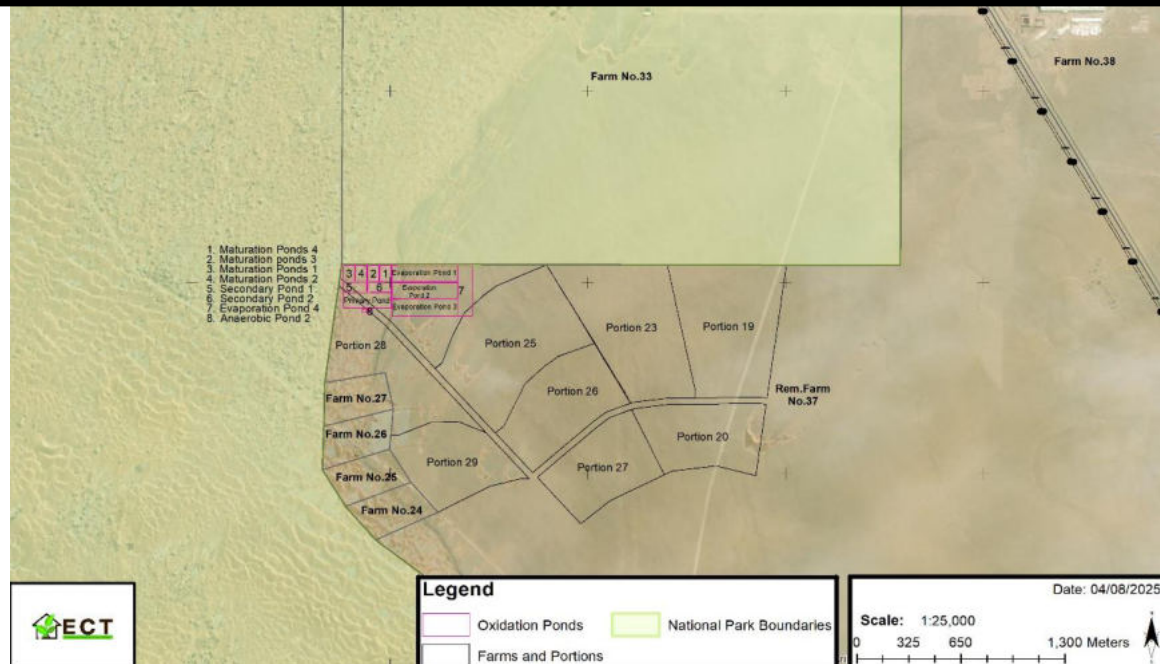 Farm No.33
Farm No.38
1. Maturation Ponds 4
2. Maturation ponds 3
3. Maturation Ponds 1
4. Maturation Ponds 2
5. Secondary Pond 1
6. Secondary Pond 2
7. Evaporation Pond 4
8. Anaerobic Pond 2
3 4 2 1 Evaporation Pond 1
5 6 Evaporation
Pond 2 7
Primary Pond Evaporation Pond 3
8
Portion 28
Portion 25
Portion 23
Portion 19
Portion 26
Rem.Farm
No.37
Farm No.27
Farm No.26
Portion 29
Portion 20
Portion 27
Farm No.25
Farm No.24
ECT
Legend
Oxidation Ponds
National Park Boundaries
Farms and Portions
Date: 04/08/2025
Scale: 1:25,000
0 325 650 1,300 Meters